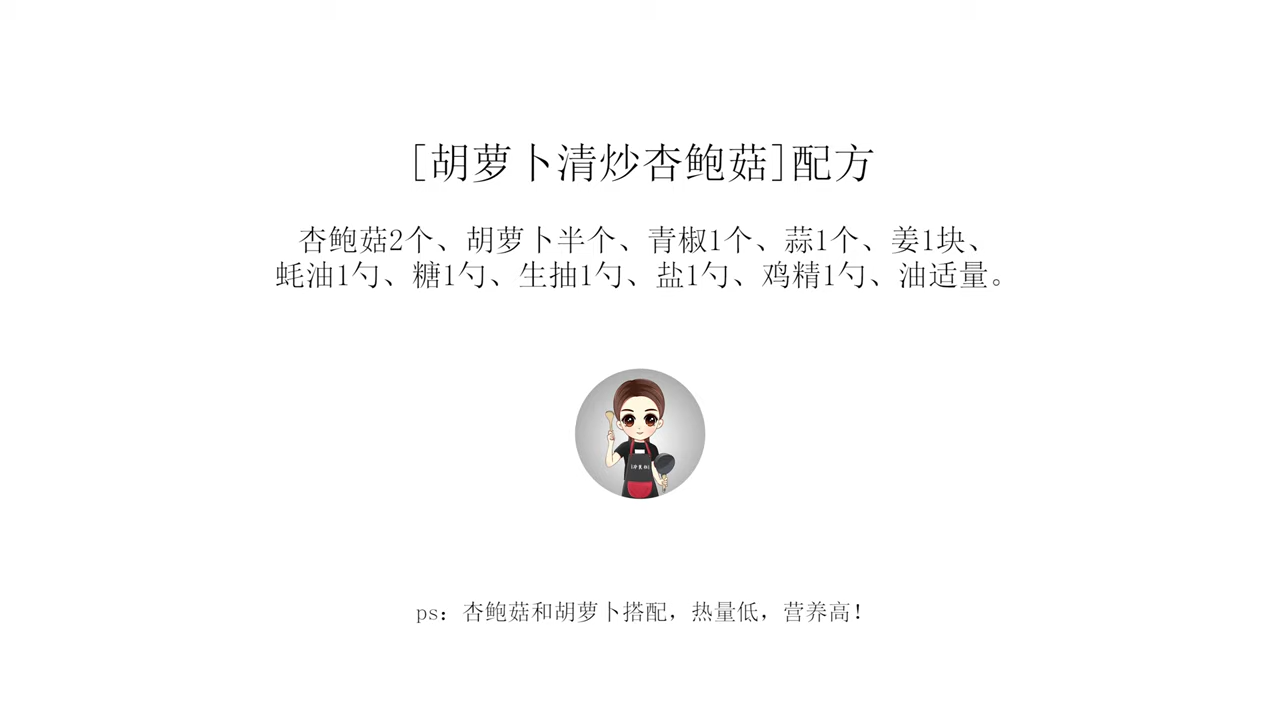 [胡萝卜清炒杏鲍菇]配方
杏鲍菇2个、胡萝卜半个、青椒1个、蒜1个、姜1块、
蚝油1勺、糖1勺、生抽1勺、盐1勺、鸡精1勺、油适量。
ps：杏鲍菇和胡萝卜搭配，热量低，营养高！